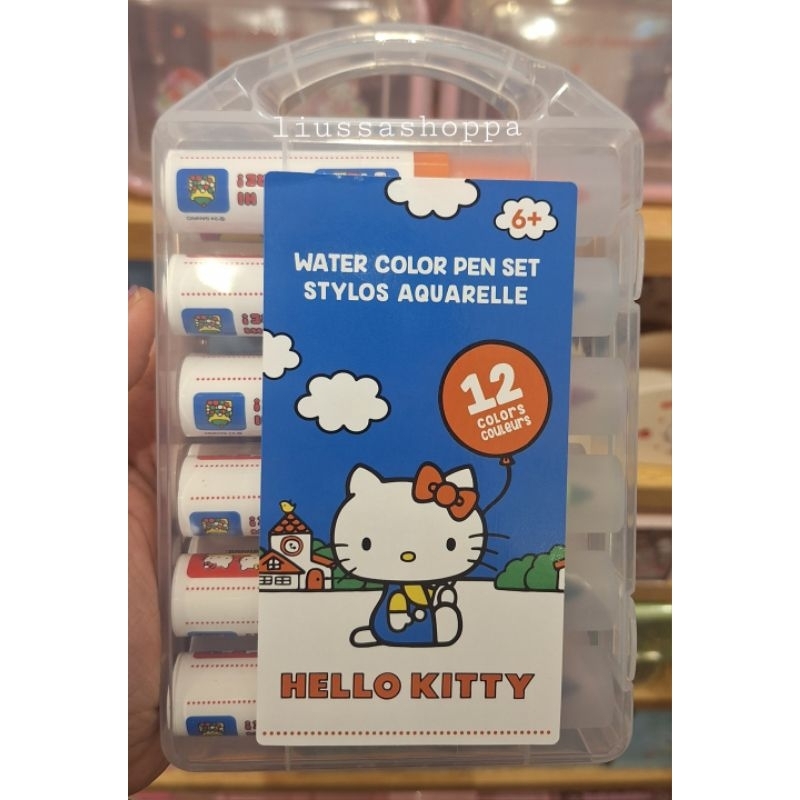 liussashoppa
6+
WATER COLOR PEN SET
STYLOS AQUARELLE
12
COLORS
COULEURS
HELLO KITTY